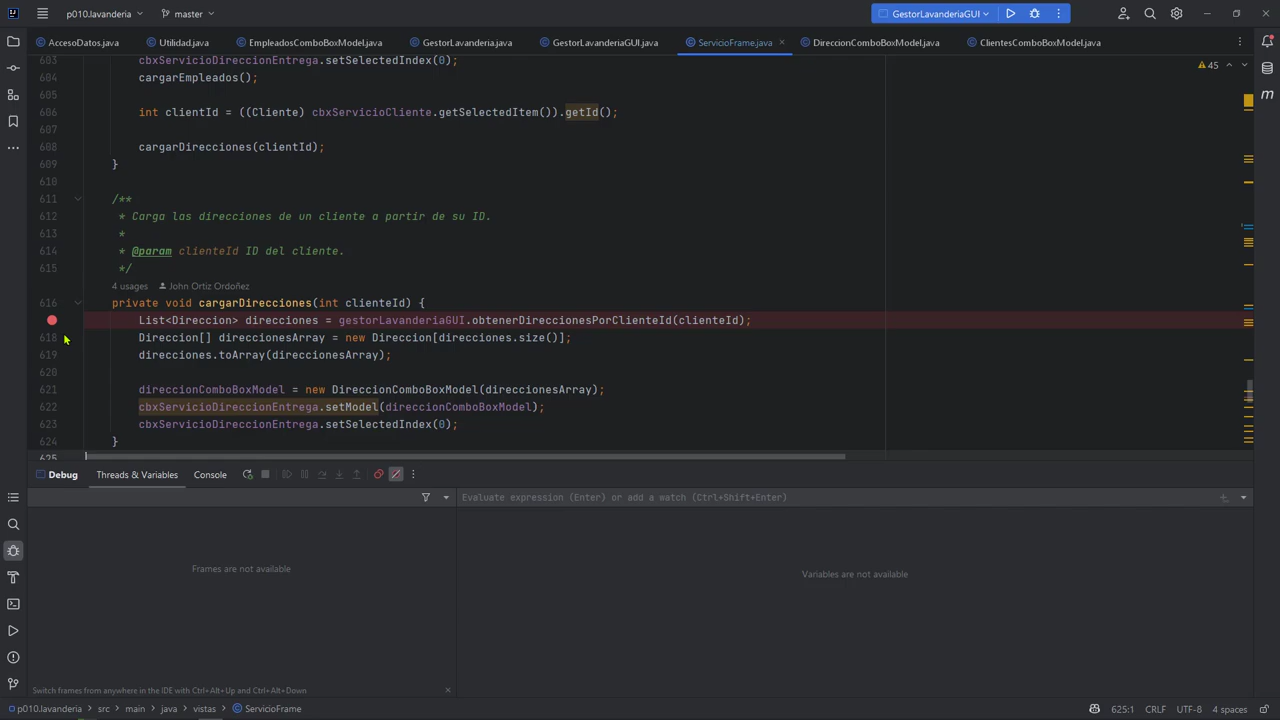 p010.lavanderia
master
GestorLavanderiaGUI
AccesoDatos.java
Utilidad.java
EmpleadosComboBoxModel.java
GestorLavanderia.java
GestorLavanderiaGUI.java
ServicioFrame.java
DireccionComboBoxModel.java
ClientesComboBoxModel.java
45
603 cbxServicioDireccionEntrega.setSelectedIndex(0);
604 cargarEmpleados();
605
606 int clientId = ((Cliente) cbxServicioCliente.getSelectedItem()).getId();
608 cargarDirecciones(clientId);
609 }
610
611 /**
612 * Carga las direcciones de un cliente a partir de su ID.
613 *
614 * @param clienteId ID del cliente.
615 */
4 usages John Ortiz Ordoñez
616 private void cargarDirecciones(int clienteId) {
List<Direccion> direcciones = gestorLavanderiaGUI.obtenerDireccionesPorClienteId(clienteId);
618 Direccion[] direccionesArray = new Direccion[direcciones.size()];
619 direcciones.toArray(direccionesArray);
620
621 direccionComboBoxModel = new DireccionComboBoxModel(direccionesArray);
622 cbxServicioDireccionEntrega.setModel(direccionComboBoxModel);
623 cbxServicioDireccionEntrega.setSelectedIndex(0);
624 }
625
Debug
Threads & Variables
Console
Evaluate expression (Enter) or add a watch (Ctrl+Shift+Enter)
Frames are not available
Variables are not available
Switch frames from anywhere in the IDE with Ctrl+Alt+Up and Ctrl+Alt+Down
p010.lavanderia > src > main > java > vistas > ServicioFrame
625:1 CRLF UTF-8 4 spaces